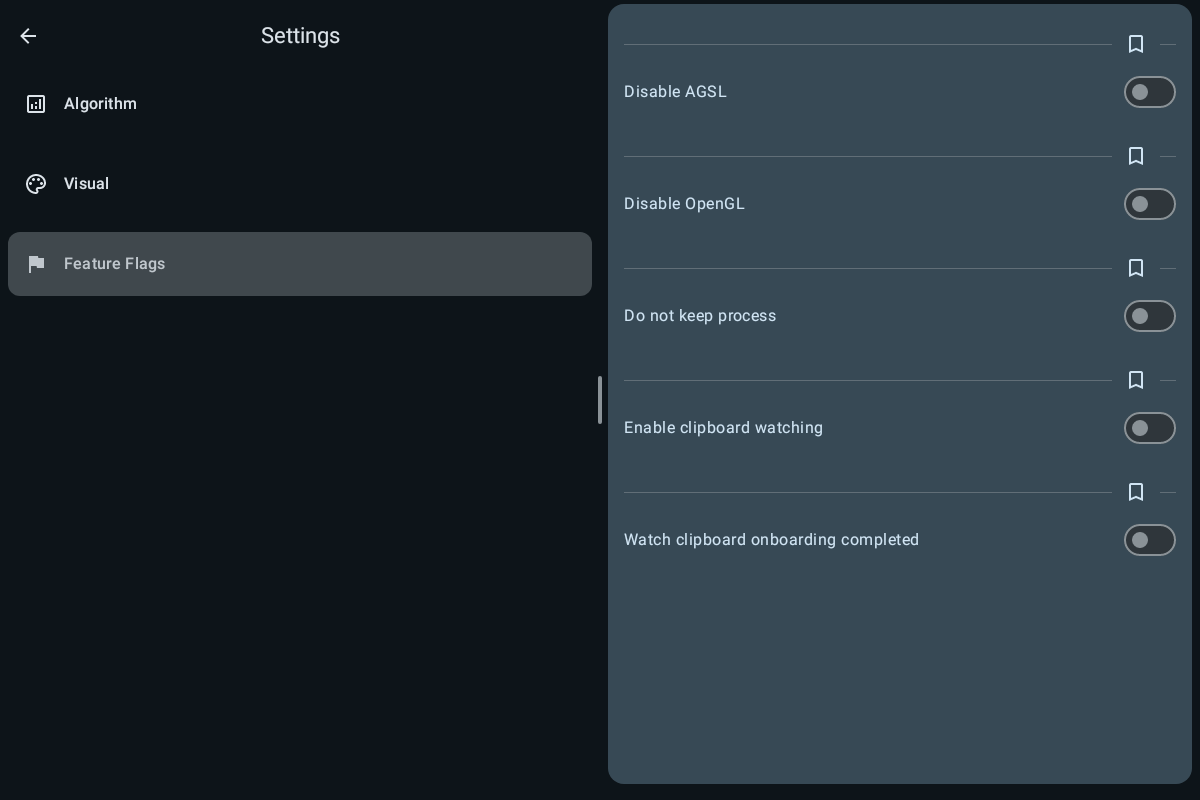 Settings
Algorithm
Visual
Feature Flags
Disable AGSL
Disable OpenGL
Do not keep process
Enable clipboard watching
Watch clipboard onboarding completed